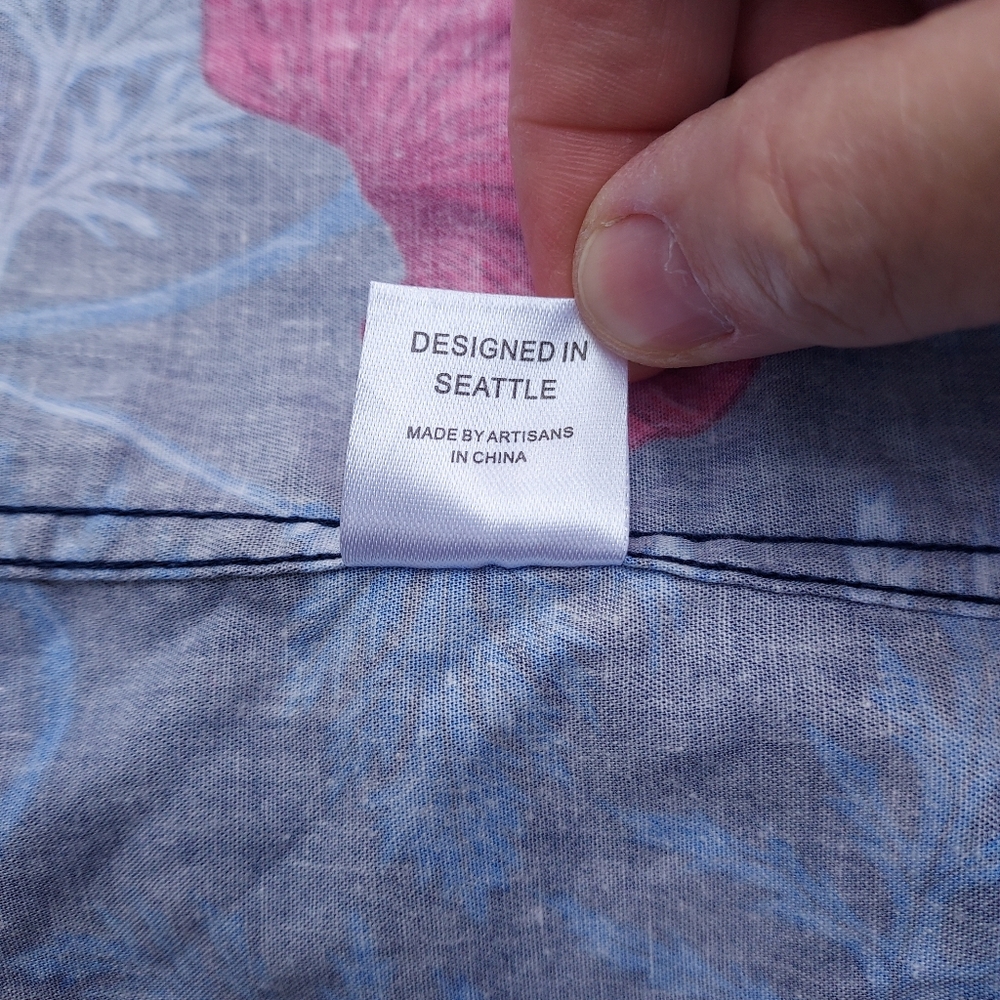 DESIGNED IN
SEATTLE
MADE BY ARTISANS
IN CHINA